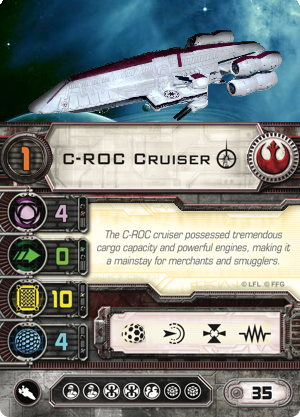 1 C-ROC Cruiser
4
0
10
4
The C-ROC cruiser possessed tremendous
cargo capacity and powerful engines, making it
a mainstay for merchants and smugglers.
© LFL © FFG
35